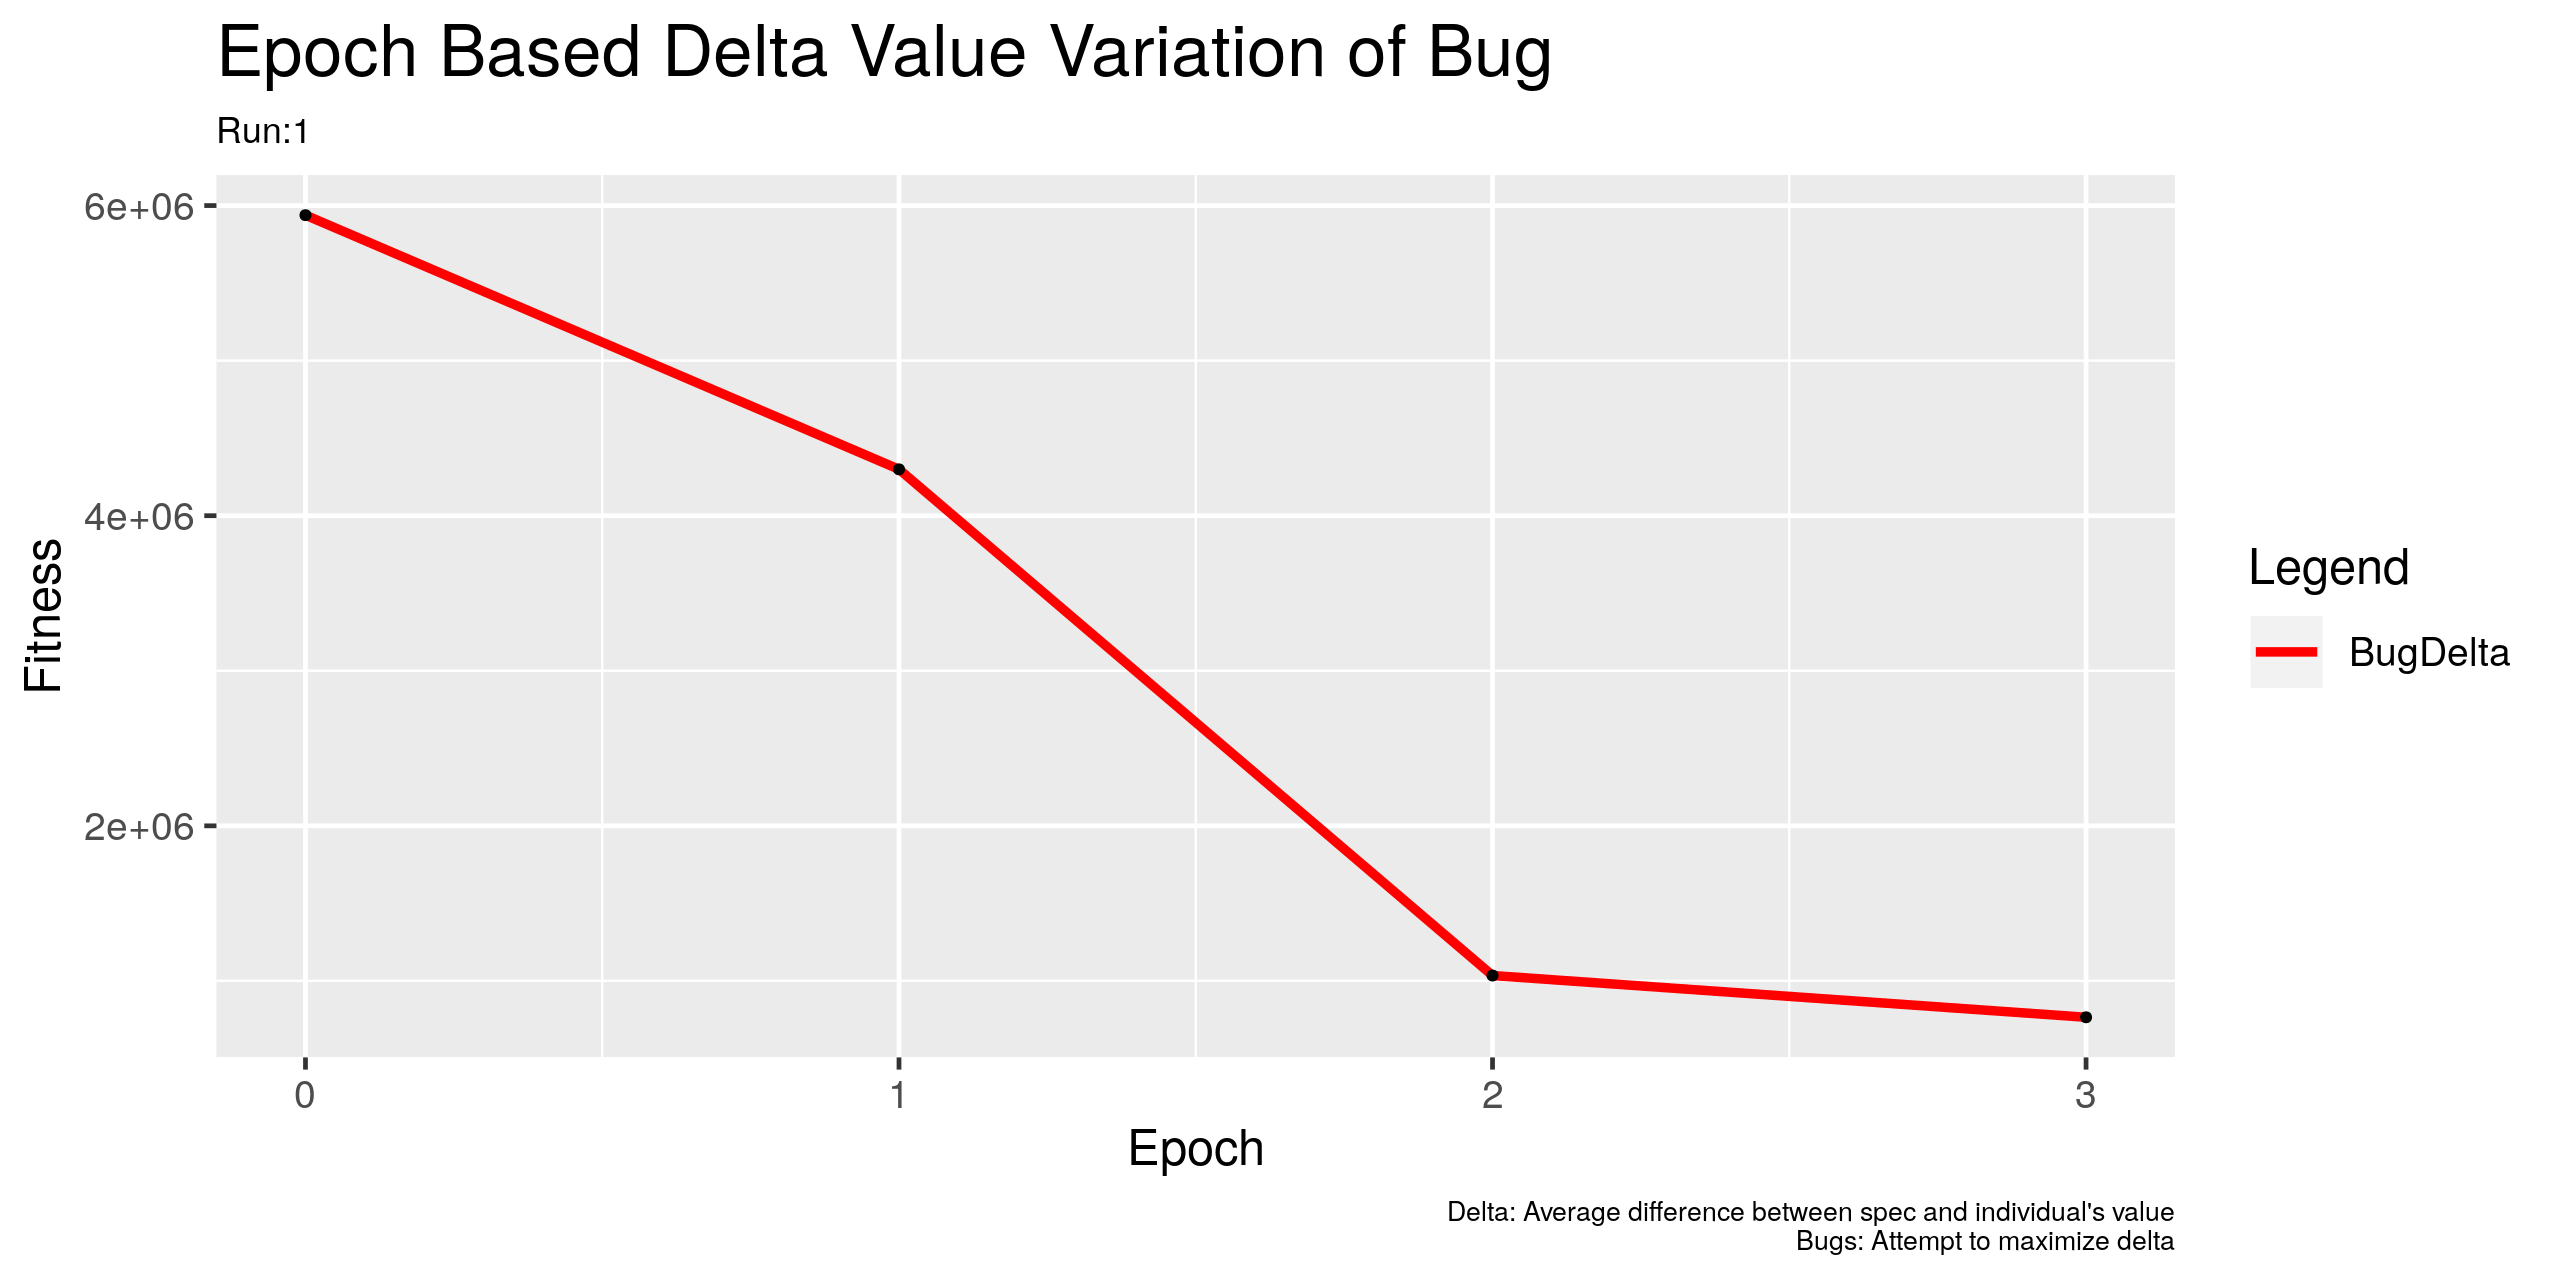 Epoch Based Delta Value Variation of Bug
Run:1
6e+06
4e+06
2e+06
Fitness
0 1 2 3
Epoch
Legend
BugDelta
Delta: Average difference between spec and individual's value
Bugs: Attempt to maximize delta